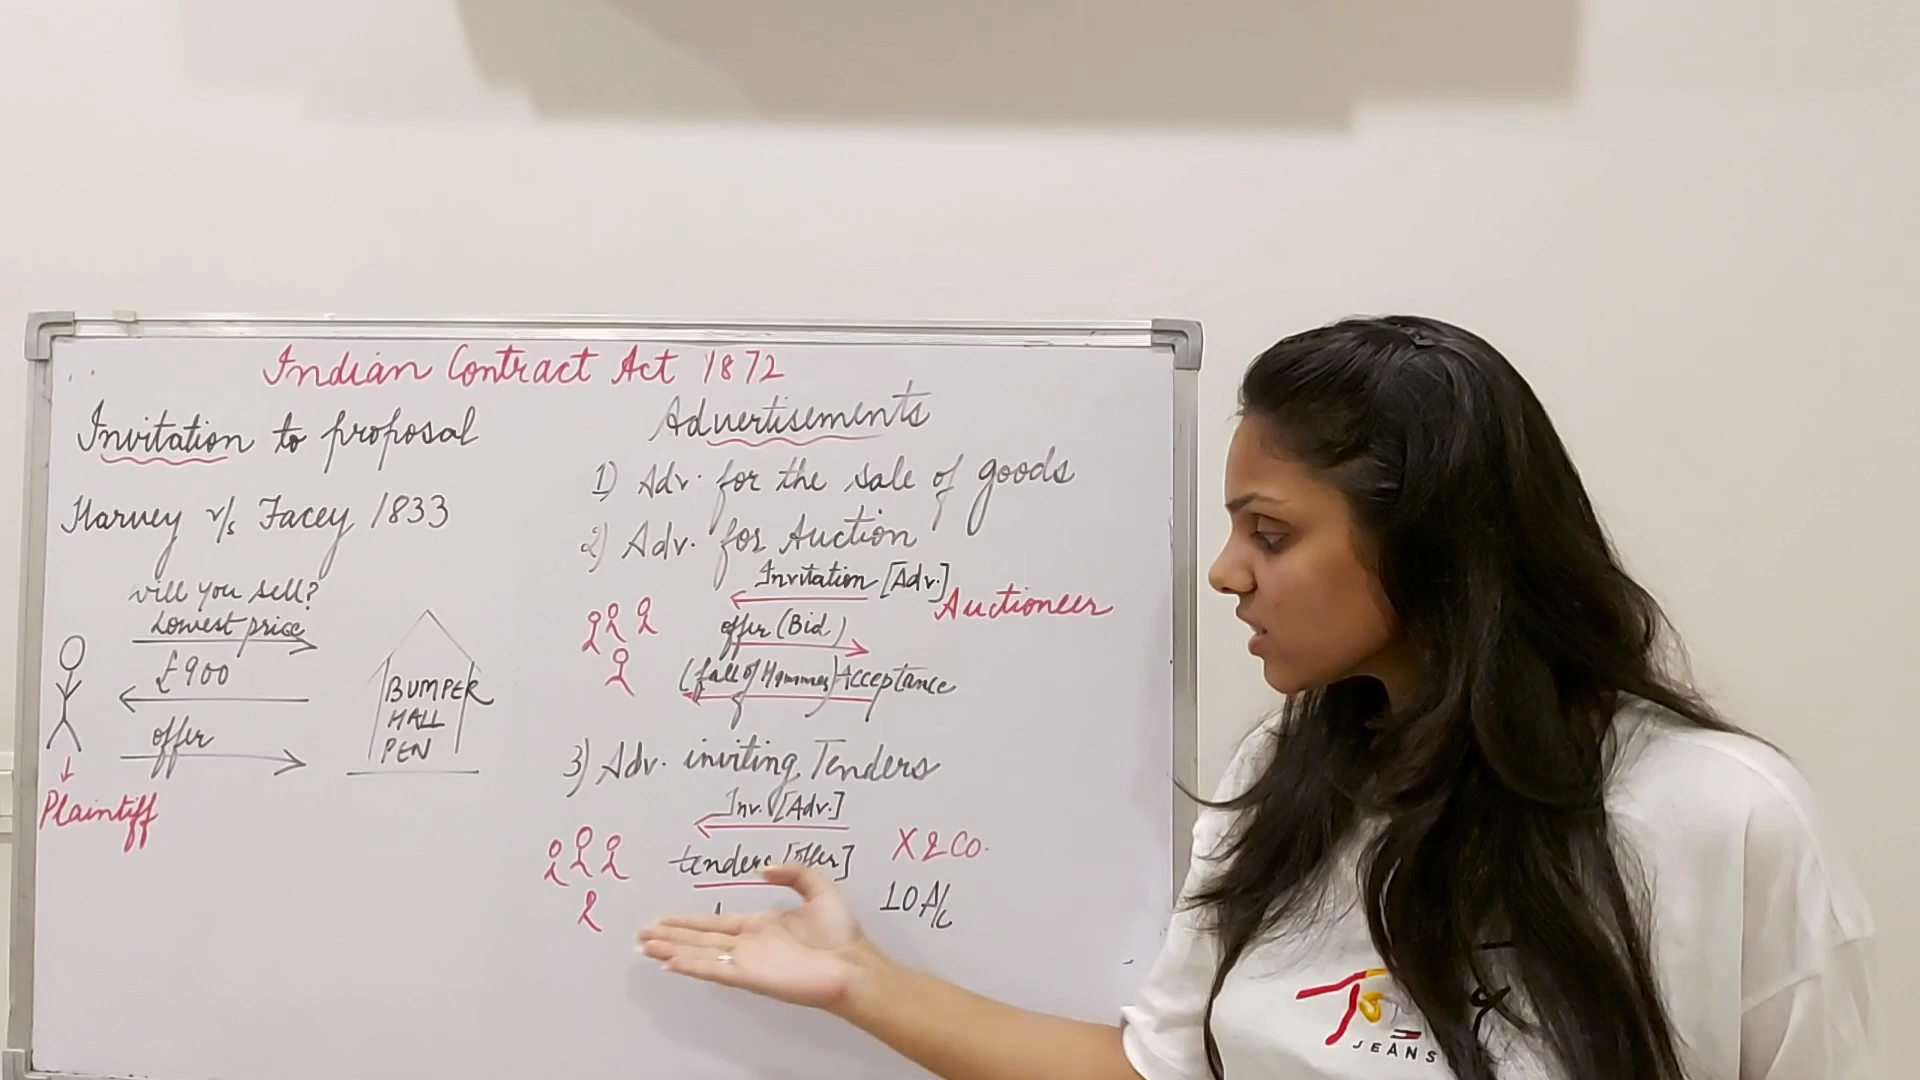 Indian Contract Act 1872
Invitation to proposal
Harvey v/s Facey 1833
will you sell?
Lowest price
£900
offer
BUMPER
HALL
PEN
Plaintiff
Advertisements
1) Adv. for the sale of goods
2) Adv. for Auction
Invitation [Adv.]
Auctioneer
offer (Bid)
(fall of Hammer) Acceptance
3) Adv. inviting Tenders
Inv. [Adv.]
tenders [offer]
X & Co.
10 A/c
JEANS